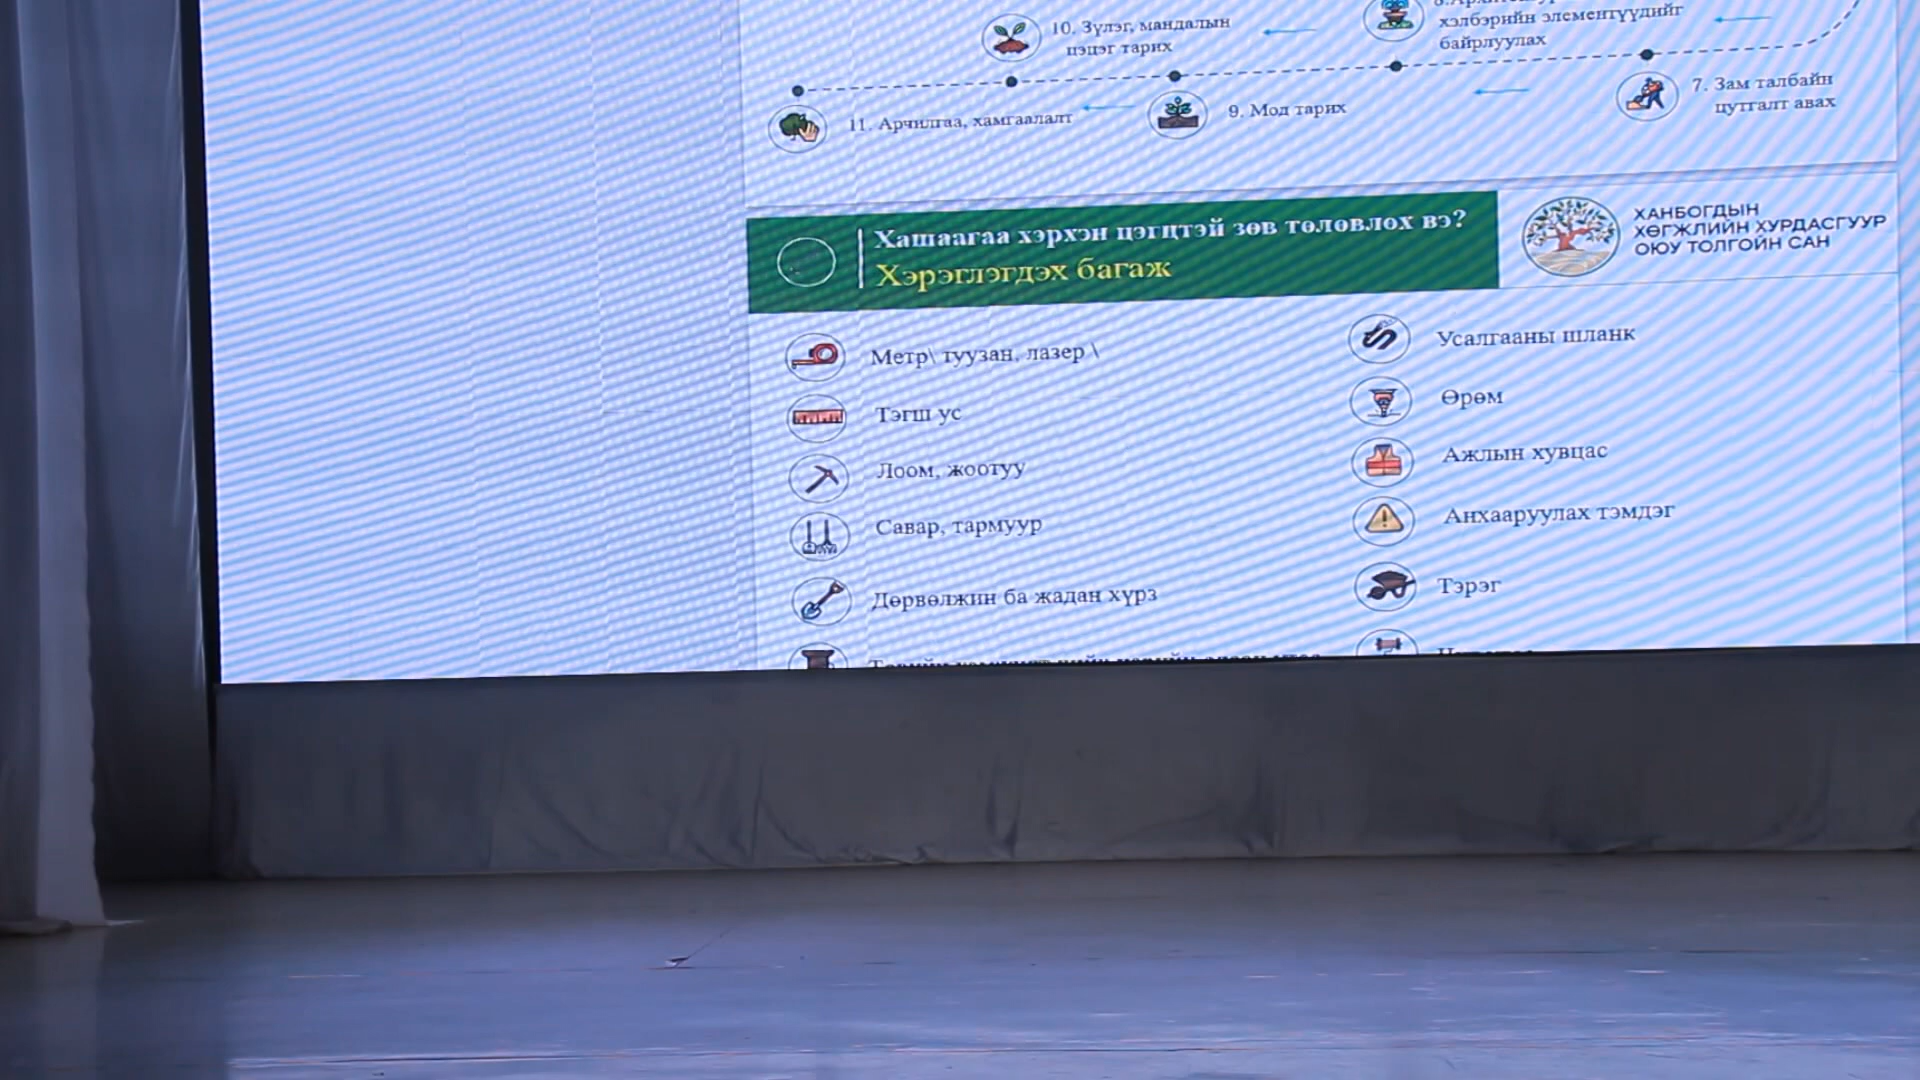 10. Зүлэг, мандалын
цэцэг тарих
хэлбэрийн элементүүдийг
байрлуулах
7. Зам талбайн
цутгалт авах
11. Арчилгаа, хамгаалалт
9. Мод тарих
Хашаагаа хэрхэн цэгцтэй зөв төлөвлөх вэ?
Хэрэглэгдэх багаж
ХАНБОГДЫН
ХӨГЖЛИЙН ХУРДАСГУУР
ОЮУ ТОЛГОЙН САН
Метр\ туузан, лазер \
Тэгш ус
Лоом, жоотуу
Савар, тармуур
Дөрвөлжин ба жадан хүрз
Усалгааны шланк
Өрөм
Ажлын хувцас
Анхааруулах тэмдэг
Тэрэг